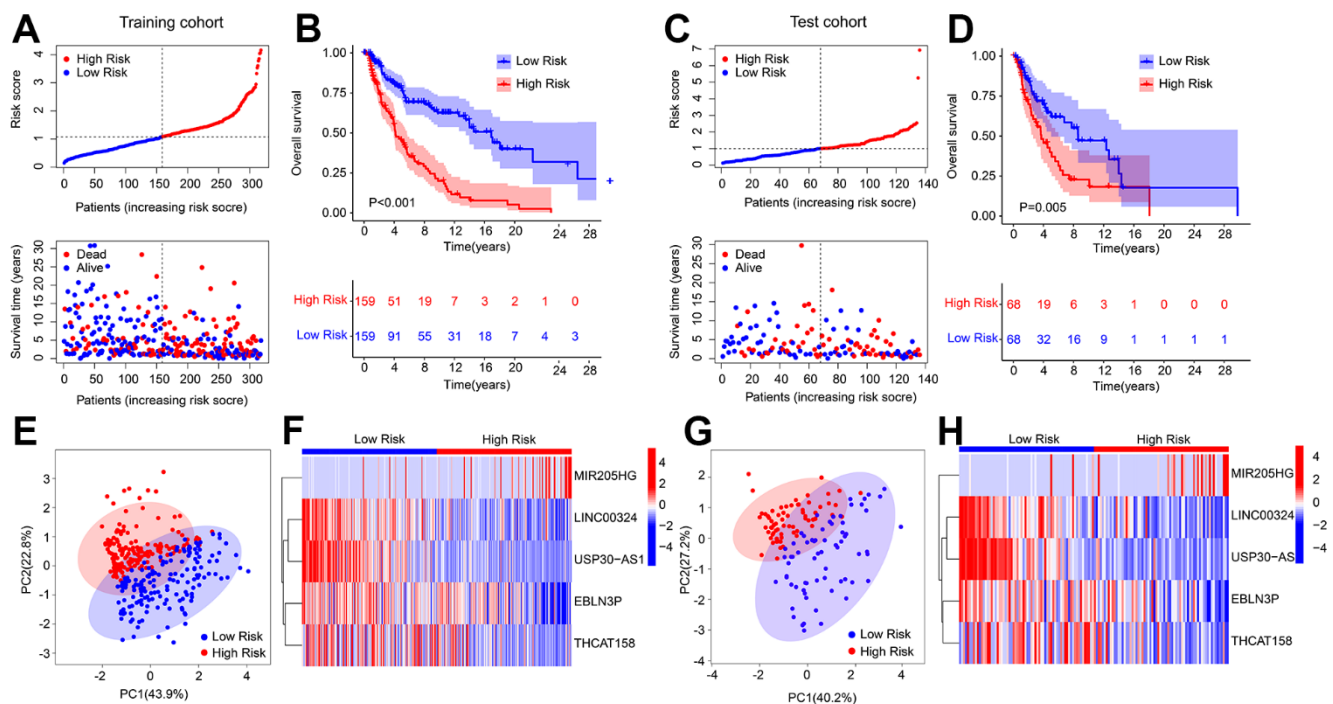 A
Training cohort
Risk score
4
3
2
1
0
High Risk
Low Risk
0 50 100 150 200 250 300
Patients (increasing risk socre)
Survival time (years)
30
25
20
15
10
5
0
Dead
Alive
0 50 100 150 200 250 300
Patients (increasing risk socre)
B
Overall survival
1.00
0.75
0.50
0.25
0.00
Low Risk
High Risk
P<0.001
0 2 4 6 8 10 12 14 16 18 20 22 24 26 28
Time(years)
High Risk 159 51 19 7 3 2 1 0
Low Risk 159 91 55 31 18 7 4 3
0 4 8 12 16 20 24 28
Time(years)
C
Test cohort
Risk score
7
6
5
4
3
2
1
0
High Risk
Low Risk
0 20 40 60 80 100 120 140
Patients (increasing risk socre)
Survival time (years)
30
25
20
15
10
5
0
Dead
Alive
0 20 40 60 80 100 120 140
Patients (increasing risk socre)
D
Overall survival
1.00
0.75
0.50
0.25
0.00
Low Risk
High Risk
P=0.005
0 2 4 6 8 10 12 14 16 18 20 22 24 26 28
Time(years)
High Risk 68 19 6 3 1 0 0 0
Low Risk 68 32 16 9 1 1 1 1
0 4 8 12 16 20 24 28
Time(years)
E
PC2(22.8%)
3
2
1
0
-1
-2
-3
Low Risk
High Risk
-2 0 2 4
PC1(43.9%)
F
Low Risk High Risk
MIR205HG
LINC00324
USP30−AS1
EBLN3P
THCAT158
4
2
0
−2
−4
G
PC2(27.2%)
2
1
0
-1
-2
-3
-4
Low Risk
High Risk
-4 -2 0 2 4
PC1(40.2%)
H
Low Risk High Risk
MIR205HG
LINC00324
USP30−AS1
EBLN3P
THCAT158
4
2
0
−2
−4